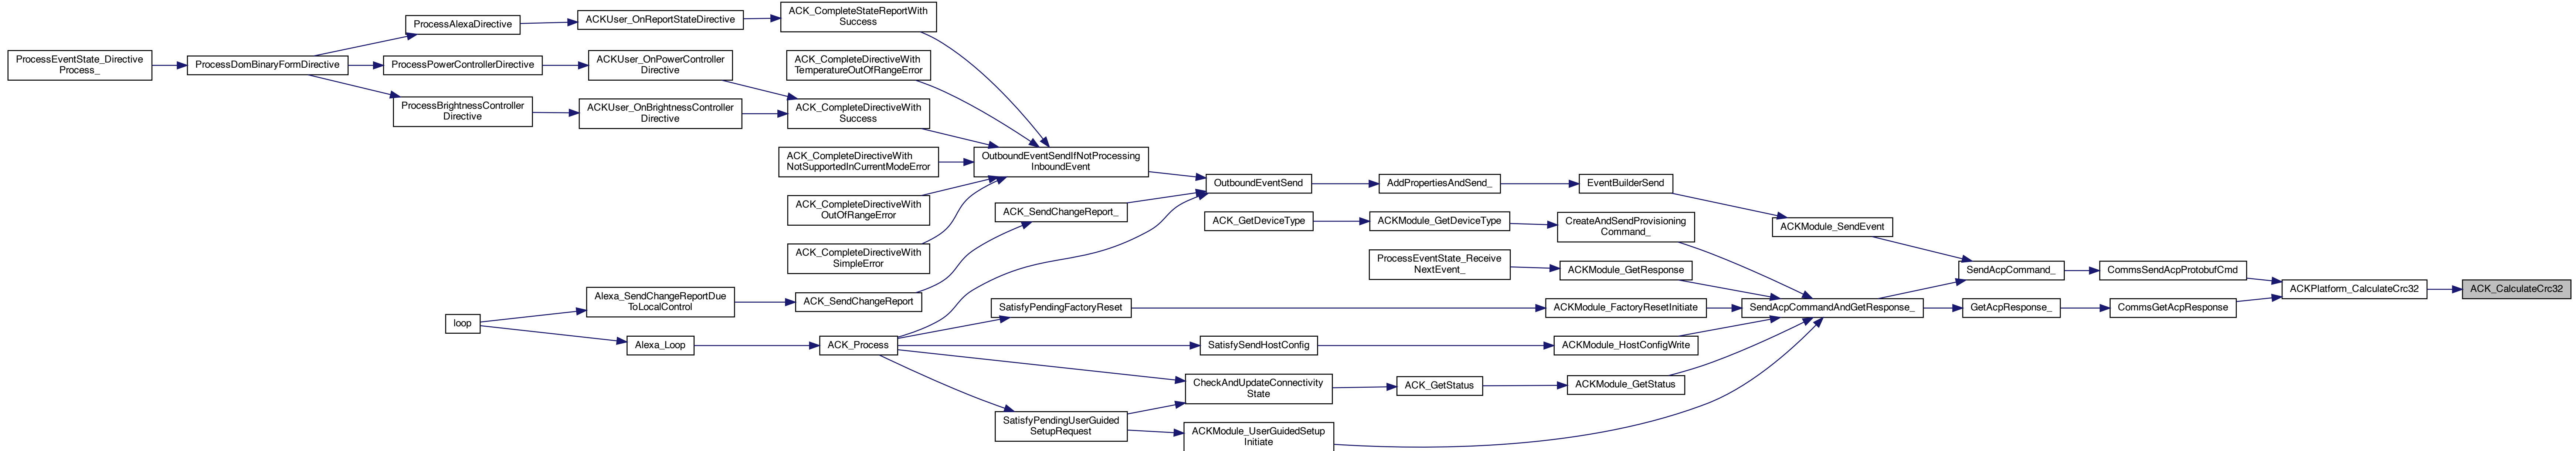 ProcessEventState_Directive
Process_
ProcessDomBinaryFormDirective
ProcessAlexaDirective
ProcessPowerControllerDirective
ProcessBrightnessController
Directive
ACKUser_OnReportStateDirective
ACKUser_OnPowerController
Directive
ACKUser_OnBrightnessController
Directive
ACK_CompleteStateReportWith
Success
ACK_CompleteDirectiveWith
TemperatureOutOfRangeError
ACK_CompleteDirectiveWith
Success
ACK_CompleteDirectiveWith
NotSupportedInCurrentModeError
ACK_CompleteDirectiveWith
OutOfRangeError
ACK_CompleteDirectiveWith
SimpleError
OutboundEventSendIfNotProcessing
InboundEvent
OutboundEventSend
AddPropertiesAndSend_
EventBuilderSend
ACKModule_SendEvent
ACK_SendChangeReport_
ACK_GetDeviceType
ACKModule_GetDeviceType
CreateAndSendProvisioning
Command_
ProcessEventState_Receive
NextEvent_
ACKModule_GetResponse
SendAcpCommand_
CommsSendAcpProtobufCmd
ACKPlatform_CalculateCrc32
ACK_CalculateCrc32
loop
Alexa_SendChangeReportDue
ToLocalControl
ACK_SendChangeReport
SatisfyPendingFactoryReset
ACKModule_FactoryResetInitiate
SendAcpCommandAndGetResponse_
GetAcpResponse_
CommsGetAcpResponse
Alexa_Loop
ACK_Process
SatisfySendHostConfig
ACKModule_HostConfigWrite
CheckAndUpdateConnectivity
State
ACK_GetStatus
ACKModule_GetStatus
SatisfyPendingUserGuided
SetupRequest
ACKModule_UserGuidedSetup
Initiate